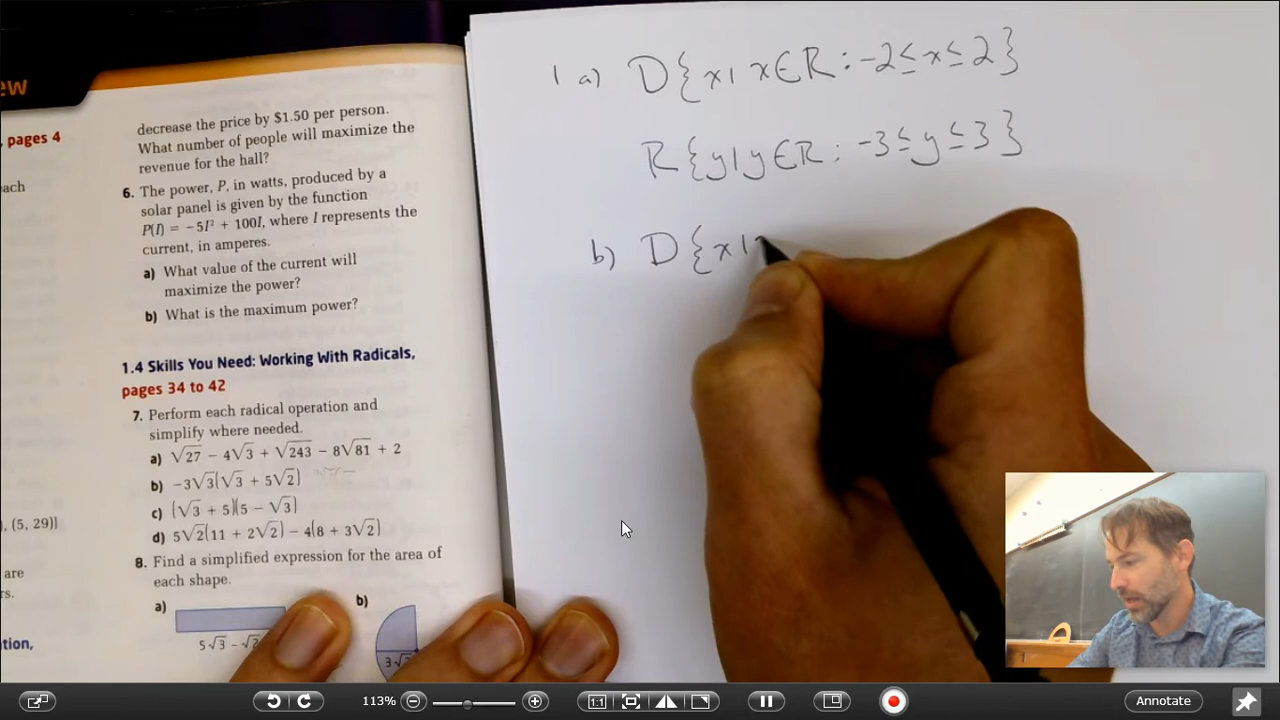 ew
, pages 4
each
), (5, 29)]
are
rs.
tion,
decrease the price by $1.50 per person.
What number of people will maximize the
revenue for the hall?
6. The power, P, in watts, produced by a
solar panel is given by the function
P(I) = −5I² + 100I, where I represents the
current, in amperes.
a) What value of the current will
maximize the power?
b) What is the maximum power?
1.4 Skills You Need: Working With Radicals,
pages 34 to 42
7. Perform each radical operation and
simplify where needed.
a) √27 − 4√3 + √243 − 8√81 + 2
b) −3√3(√3 + 5√2)
c) (√3 + 5)(5 − √3)
d) 5√2(11 + 2√2) − 4(8 + 3√2)
8. Find a simplified expression for the area of
each shape.
a)
b)
5√3 − √2
3√
1 a) D{x|x∈R : -2≤x≤2}
R{y|y∈R : -3≤y≤3}
b) D{x|
113%
1:1
Annotate